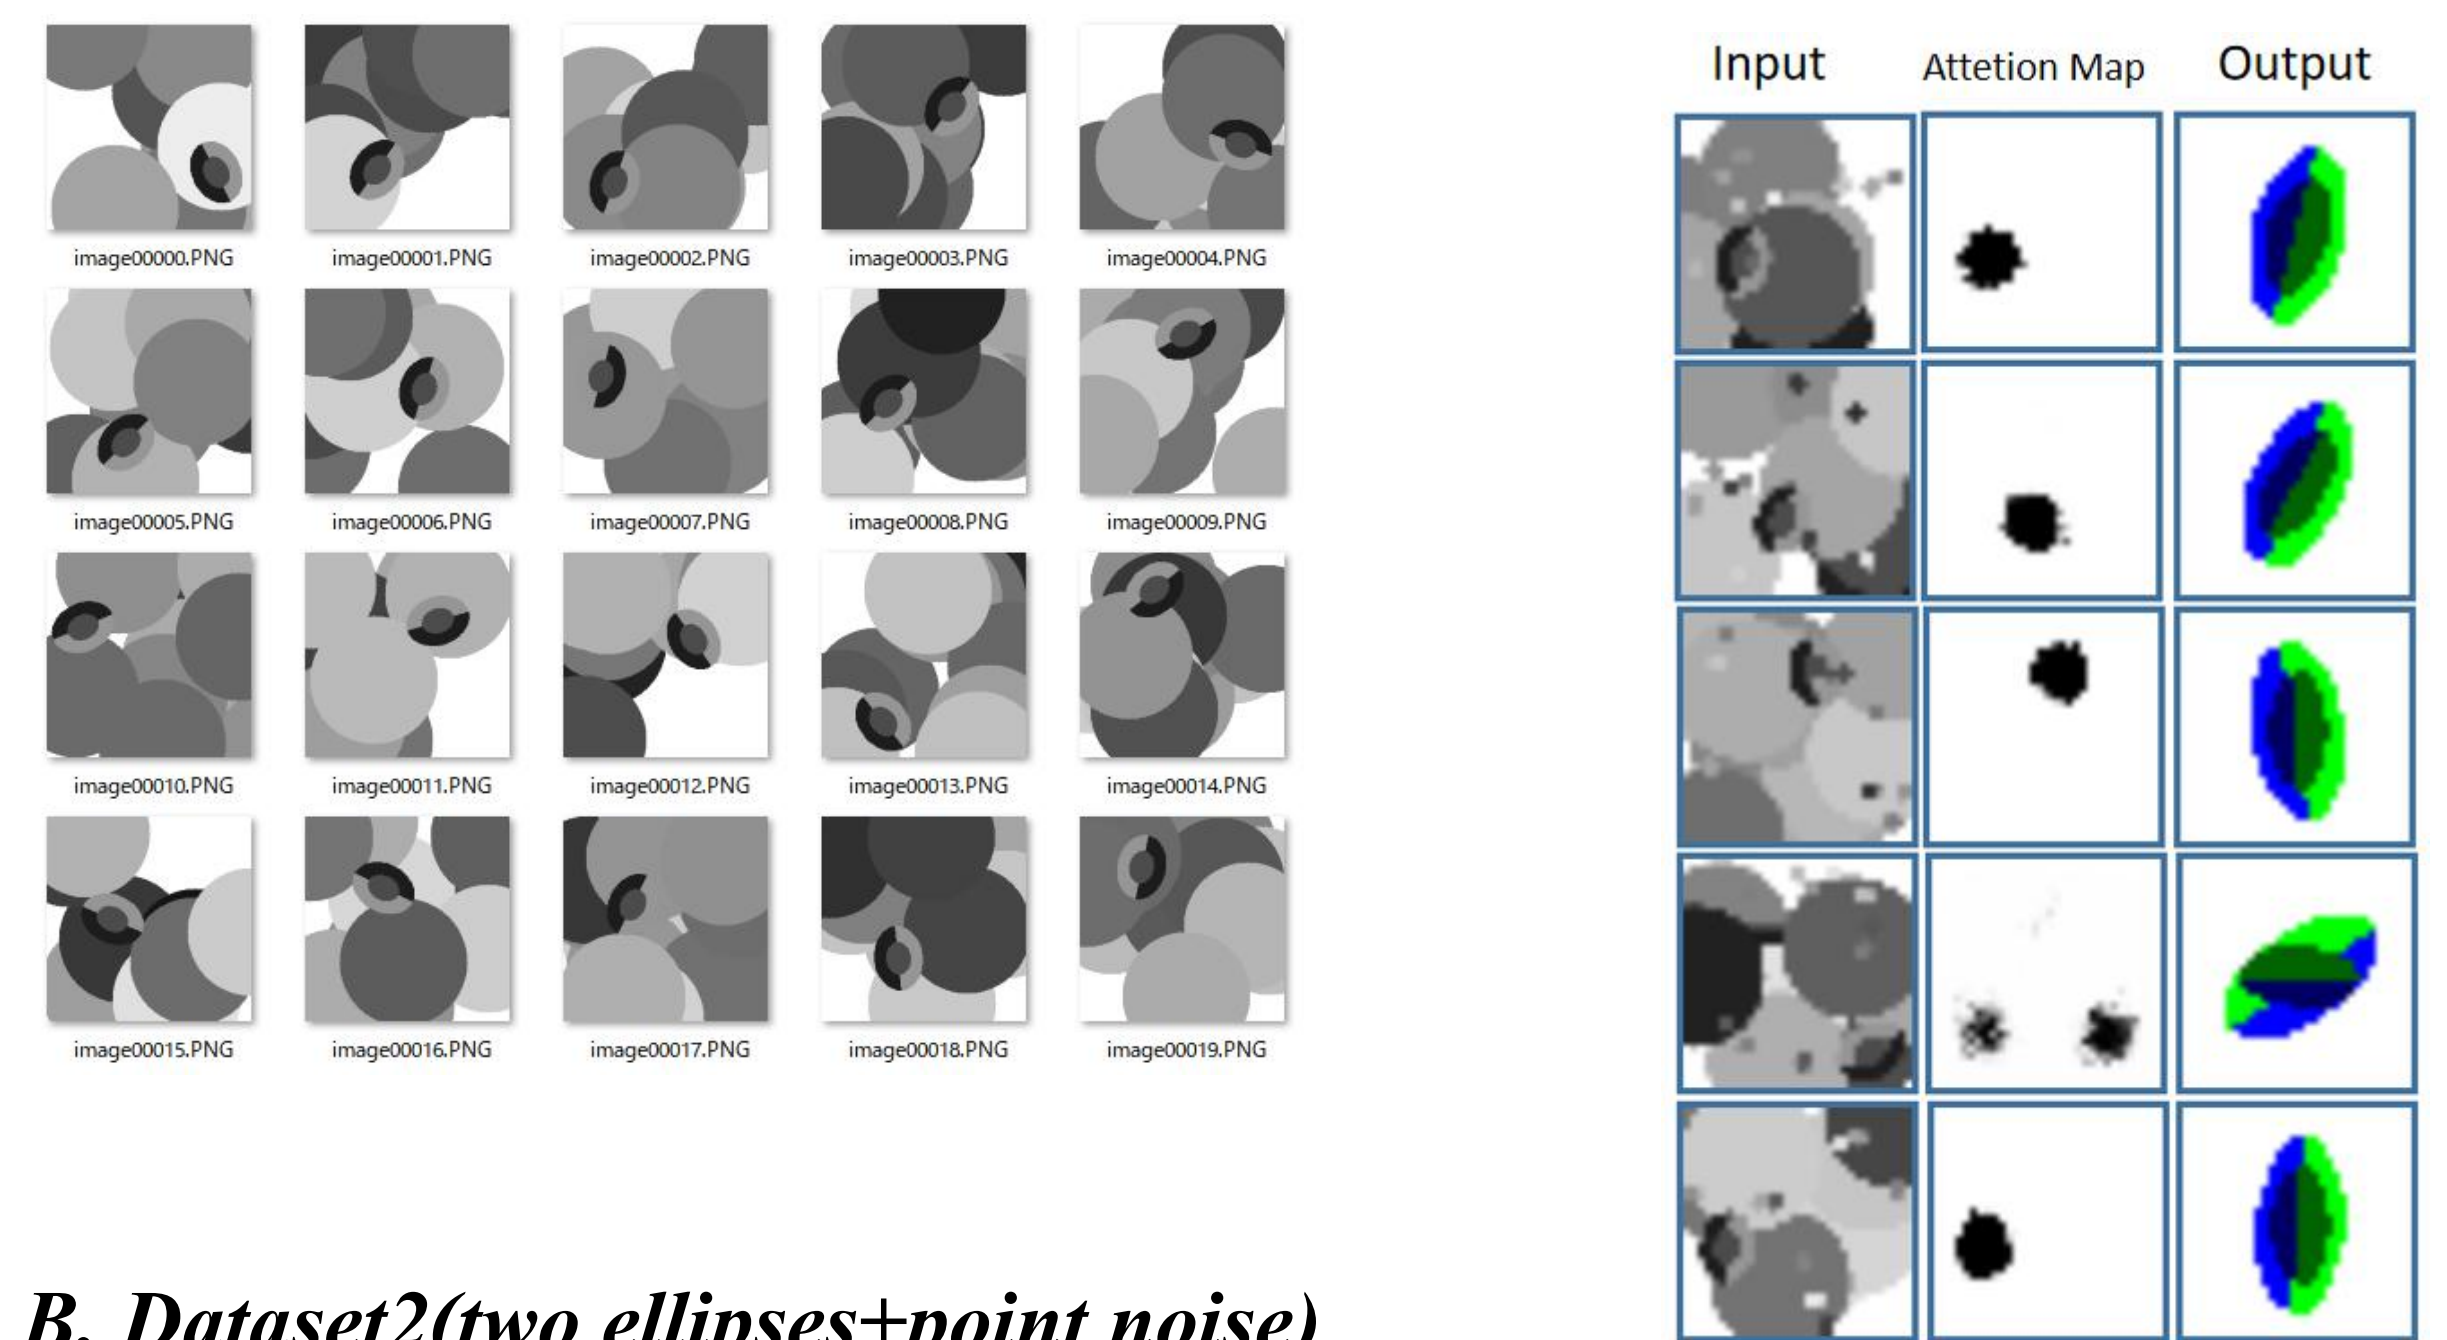 Input Attetion Map Output
image00000.PNG image00001.PNG image00002.PNG image00003.PNG image00004.PNG
image00005.PNG image00006.PNG image00007.PNG image00008.PNG image00009.PNG
image00010.PNG image00011.PNG image00012.PNG image00013.PNG image00014.PNG
image00015.PNG image00016.PNG image00017.PNG image00018.PNG image00019.PNG
B. Dataset2(two ellipses+point noise)